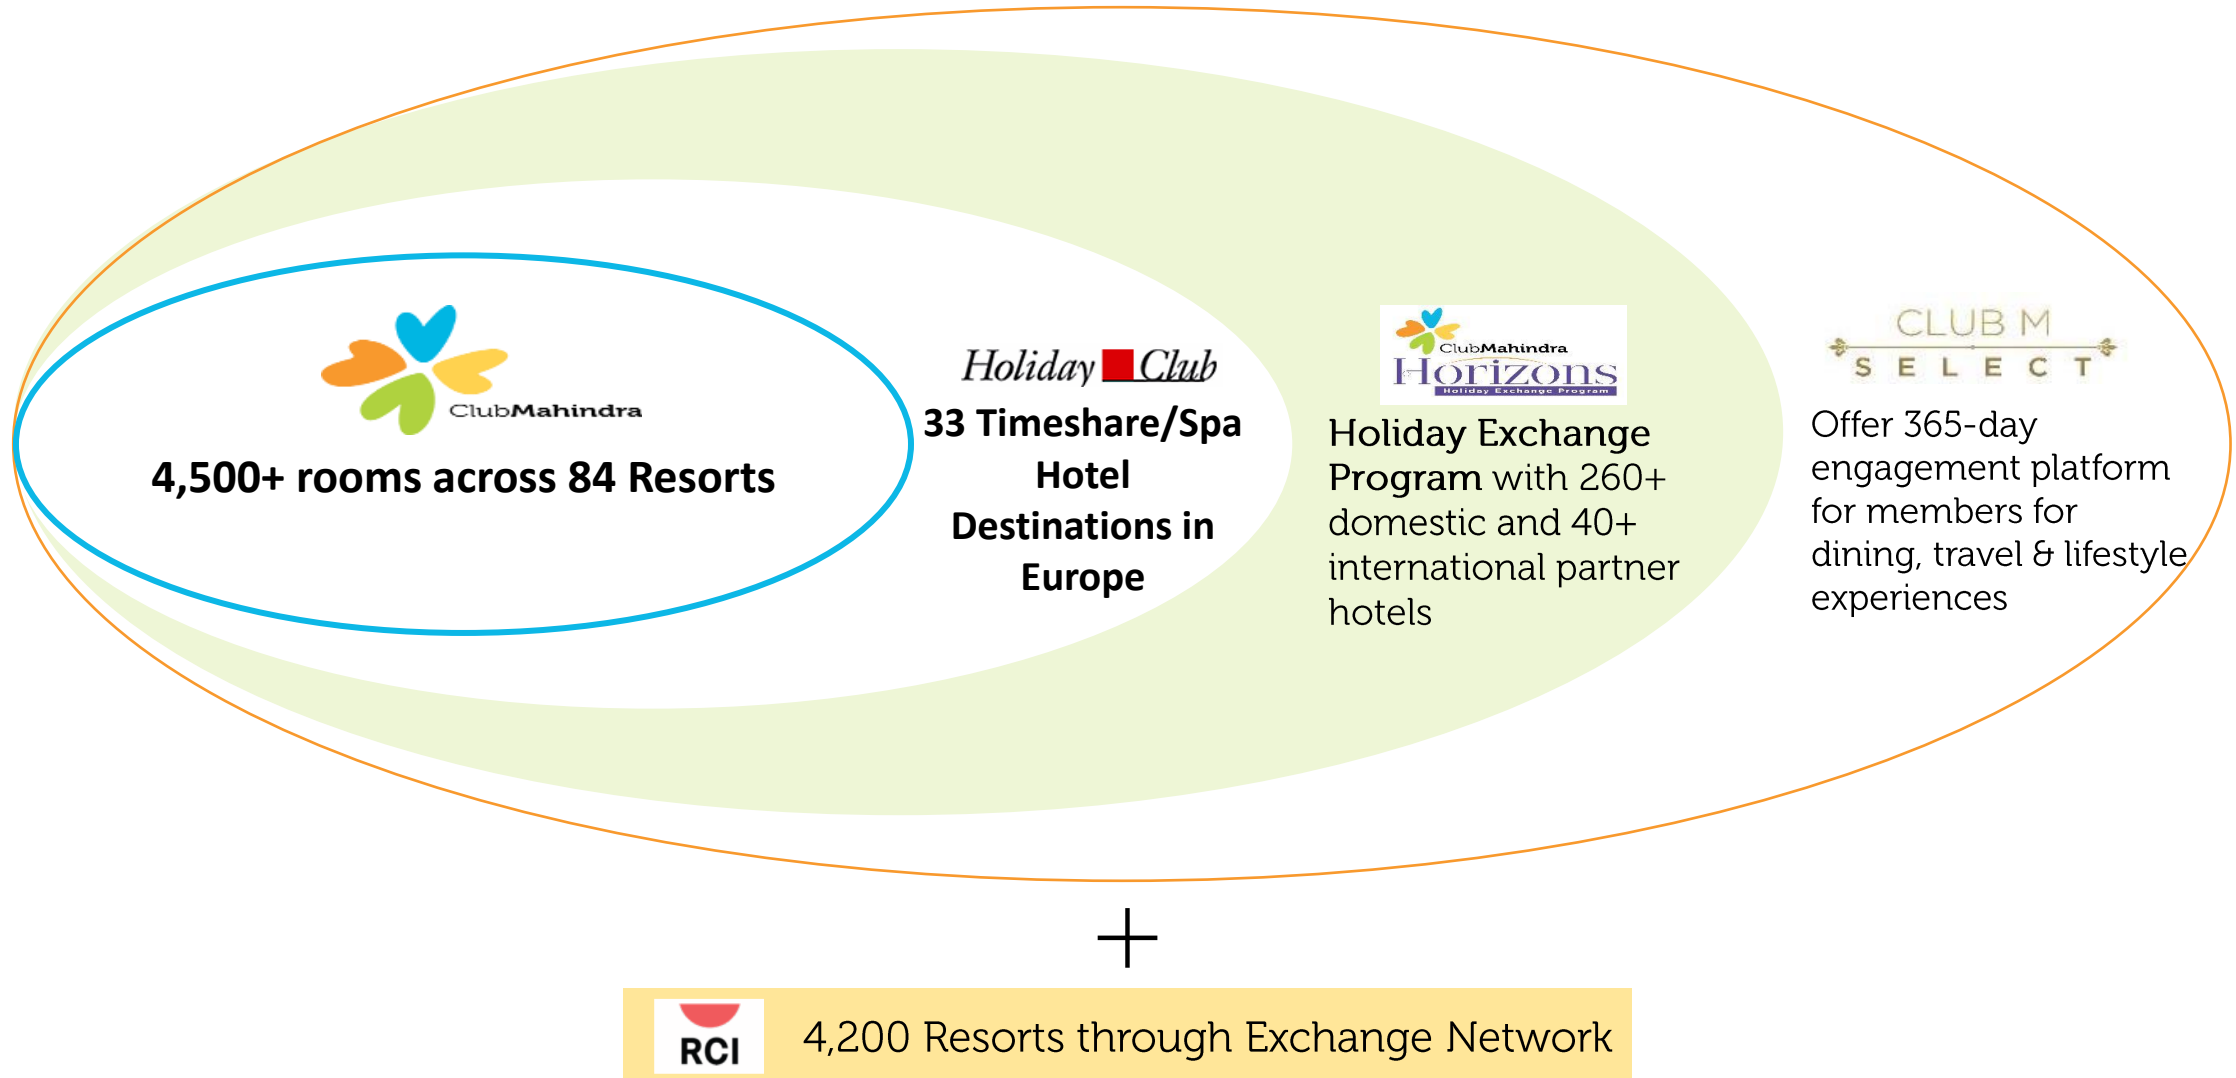 ClubMahindra
4,500+ rooms across 84 Resorts
Holiday Club
33 Timeshare/Spa
Hotel
Destinations in
Europe
ClubMahindra
Horizons
Holiday Exchange Program
Holiday Exchange
Program with 260+
domestic and 40+
international partner
hotels
CLUB M
SELECT
Offer 365-day
engagement platform
for members for
dining, travel & lifestyle
experiences
+
RCI
4,200 Resorts through Exchange Network